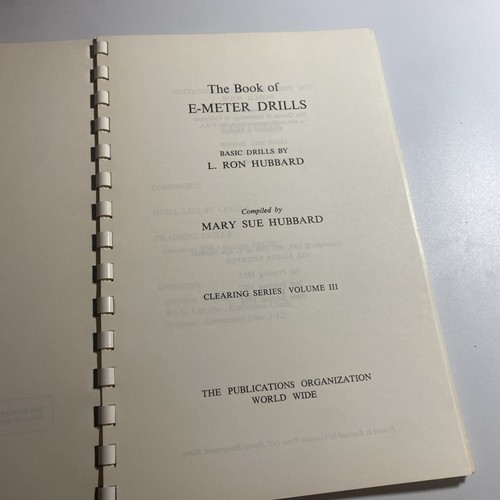 The Book of
E-METER DRILLS
BASIC DRILLS BY
L. RON HUBBARD
Compiled by
MARY SUE HUBBARD
CLEARING SERIES: VOLUME III
THE PUBLICATIONS ORGANIZATION
WORLD WIDE